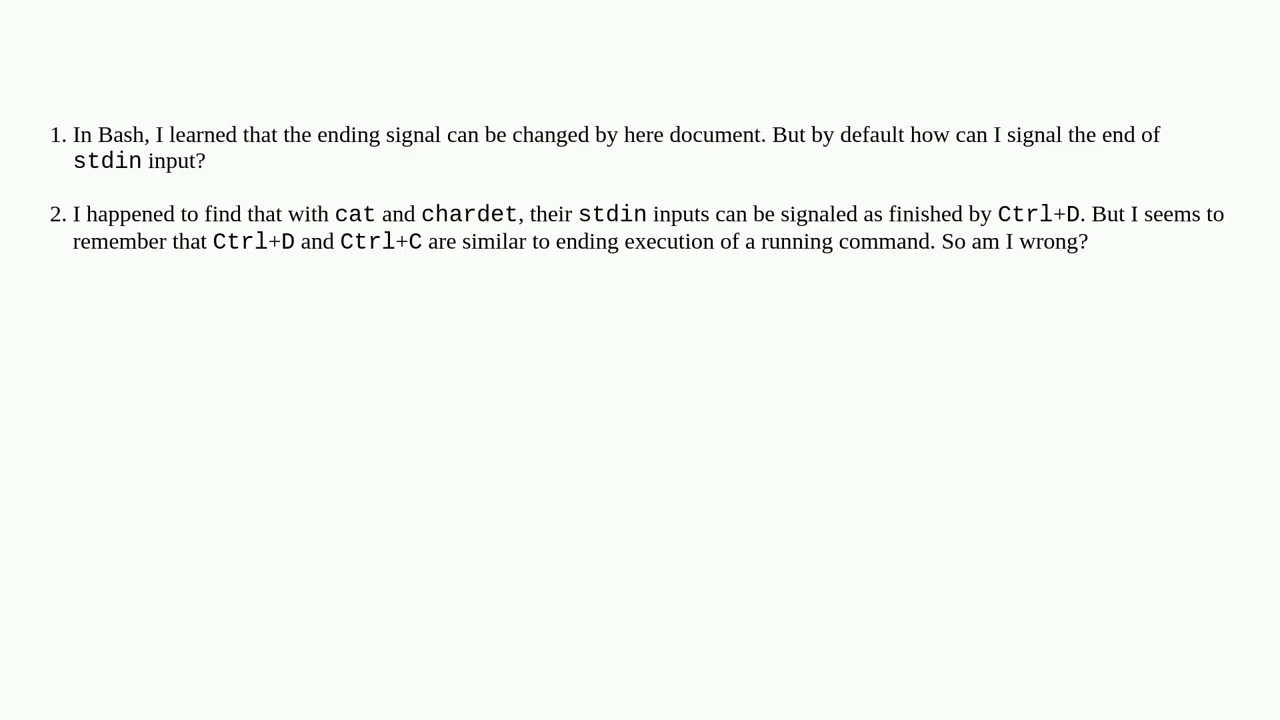 1. In Bash, I learned that the ending signal can be changed by here document. But by default how can I signal the end of
stdin input?
2. I happened to find that with cat and chardet, their stdin inputs can be signaled as finished by Ctrl+D. But I seems to
remember that Ctrl+D and Ctrl+C are similar to ending execution of a running command. So am I wrong?